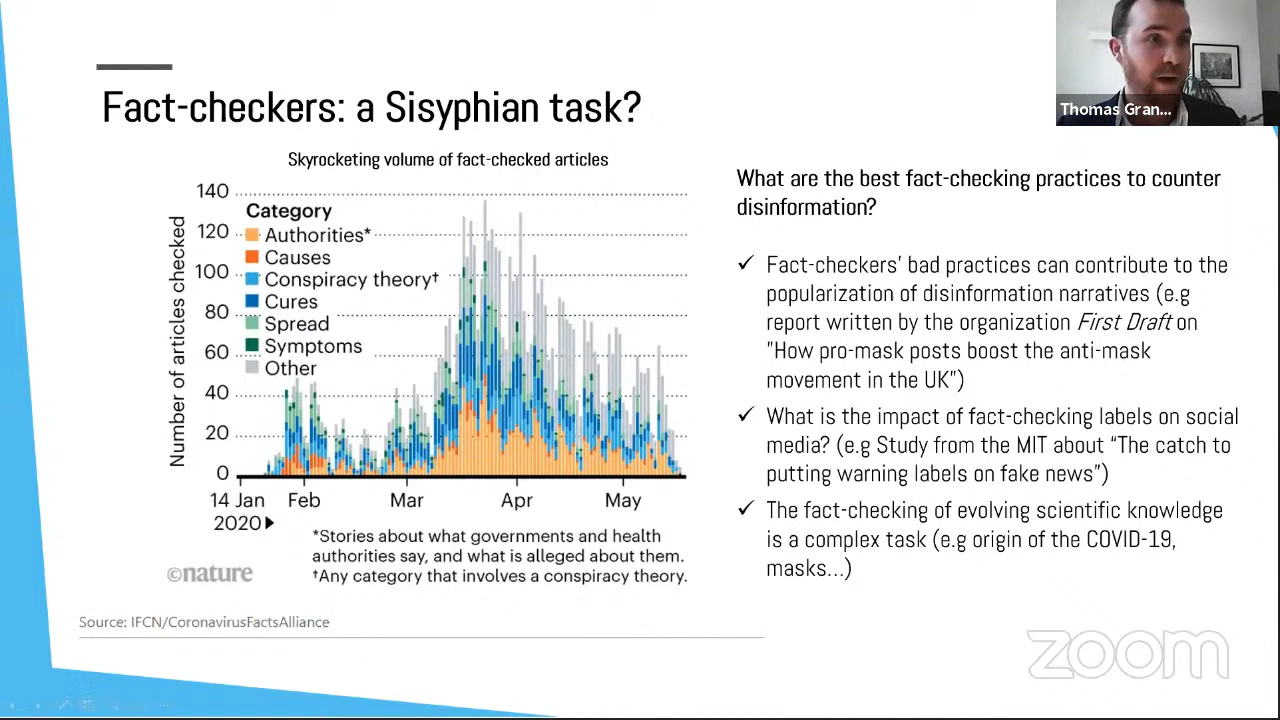 Thomas Gran...
Fact-checkers: a Sisyphian task?
Skyrocketing volume of fact-checked articles
Number of articles checked
140
120
100
80
60
40
20
0
Category
Authorities*
Causes
Conspiracy theory†
Cures
Spread
Symptoms
Other
14 Jan
2020▶
Feb
Mar
Apr
May
*Stories about what governments and health
authorities say, and what is alleged about them.
†Any category that involves a conspiracy theory.
©nature
Source: IFCN/CoronavirusFactsAlliance
What are the best fact-checking practices to counter
disinformation?
✓ Fact-checkers' bad practices can contribute to the
popularization of disinformation narratives (e.g
report written by the organization First Draft on
"How pro-mask posts boost the anti-mask
movement in the UK")
✓ What is the impact of fact-checking labels on social
media? (e.g Study from the MIT about “The catch to
putting warning labels on fake news”)
✓ The fact-checking of evolving scientific knowledge
is a complex task (e.g origin of the COVID-19,
masks...)
zoom